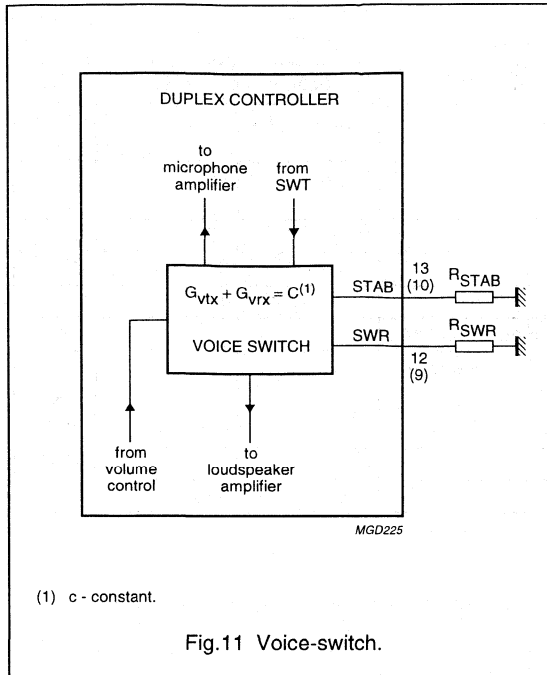 DUPLEX CONTROLLER
to
microphone
amplifier
from
SWT
Gvtx + Gvrx = C(1)
VOICE SWITCH
STAB
13
(10)
RSTAB
SWR
12
(9)
RSWR
from
volume
control
to
loudspeaker
amplifier
MGD225
(1) c - constant.
Fig.11 Voice-switch.